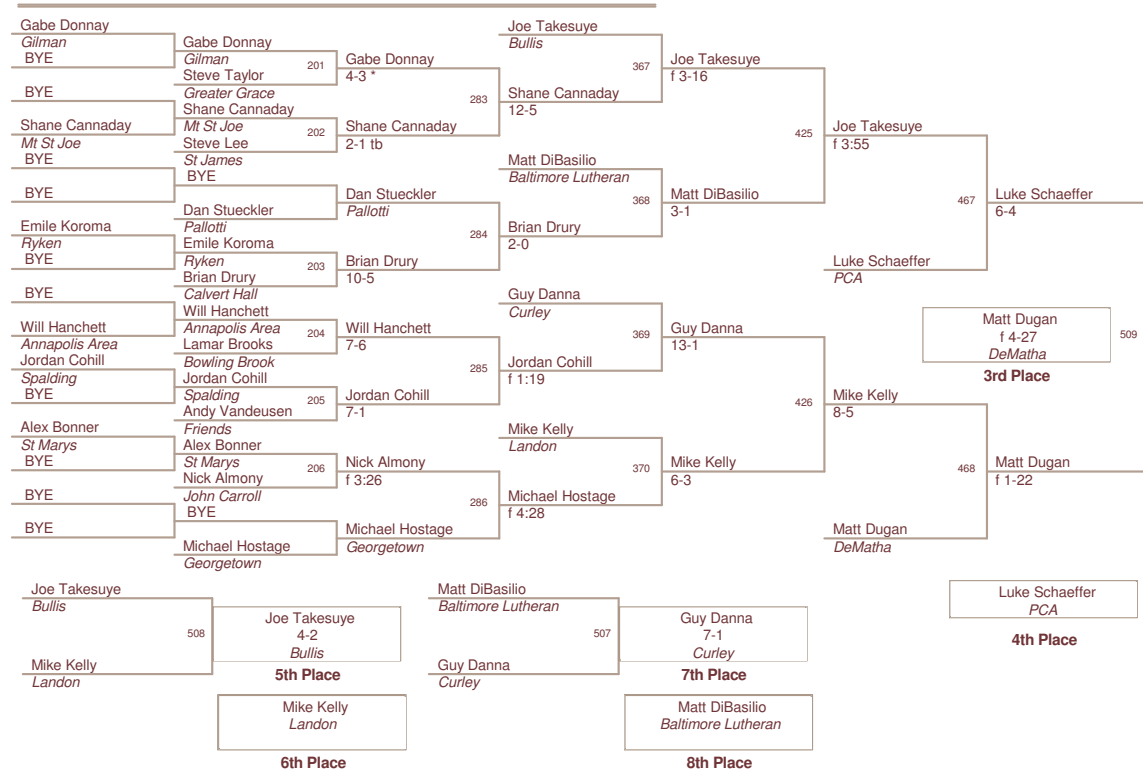 Gabe Donnay
Gilman
BYE
BYE
Shane Cannaday
Mt St Joe
BYE
BYE
Emile Koroma
Ryken
BYE
BYE
Will Hanchett
Annapolis Area
Jordan Cohill
Spalding
BYE
Alex Bonner
St Marys
BYE
BYE
BYE
Gabe Donnay
Gilman
201
Steve Taylor
Greater Grace
Shane Cannaday
Mt St Joe
202
Steve Lee
St James
BYE
Dan Stueckler
Pallotti
Emile Koroma
Ryken
203
Brian Drury
Calvert Hall
Will Hanchett
Annapolis Area
204
Lamar Brooks
Bowling Brook
Jordan Cohill
Spalding
205
Andy Vandeusen
Friends
Alex Bonner
St Marys
206
Nick Almony
John Carroll
BYE
Michael Hostage
Georgetown
Gabe Donnay
4-3 *
283
Shane Cannaday
2-1 tb
Dan Stueckler
Pallotti
284
Brian Drury
10-5
Will Hanchett
7-6
285
Jordan Cohill
7-1
Nick Almony
f 3:26
286
Michael Hostage
Georgetown
Joe Takesuye
Bullis
367
Shane Cannaday
12-5
Matt DiBasilio
Baltimore Lutheran
368
Brian Drury
2-0
Guy Danna
Curley
369
Jordan Cohill
f 1:19
Mike Kelly
Landon
370
Michael Hostage
f 4:28
Joe Takesuye
f 3-16
425
Matt DiBasilio
3-1
Guy Danna
13-1
426
Mike Kelly
6-3
Joe Takesuye
f 3:55
467
Luke Schaeffer
PCA
Mike Kelly
8-5
468
Matt Dugan
DeMatha
Luke Schaeffer
6-4
Matt Dugan
f 4-27
DeMatha
509
3rd Place
Matt Dugan
f 1-22
Luke Schaeffer
PCA
4th Place
Joe Takesuye
Bullis
508
Mike Kelly
Landon
Joe Takesuye
4-2
Bullis
5th Place
Mike Kelly
Landon
6th Place
Matt DiBasilio
Baltimore Lutheran
507
Guy Danna
Curley
Guy Danna
7-1
Curley
7th Place
Matt DiBasilio
Baltimore Lutheran
8th Place